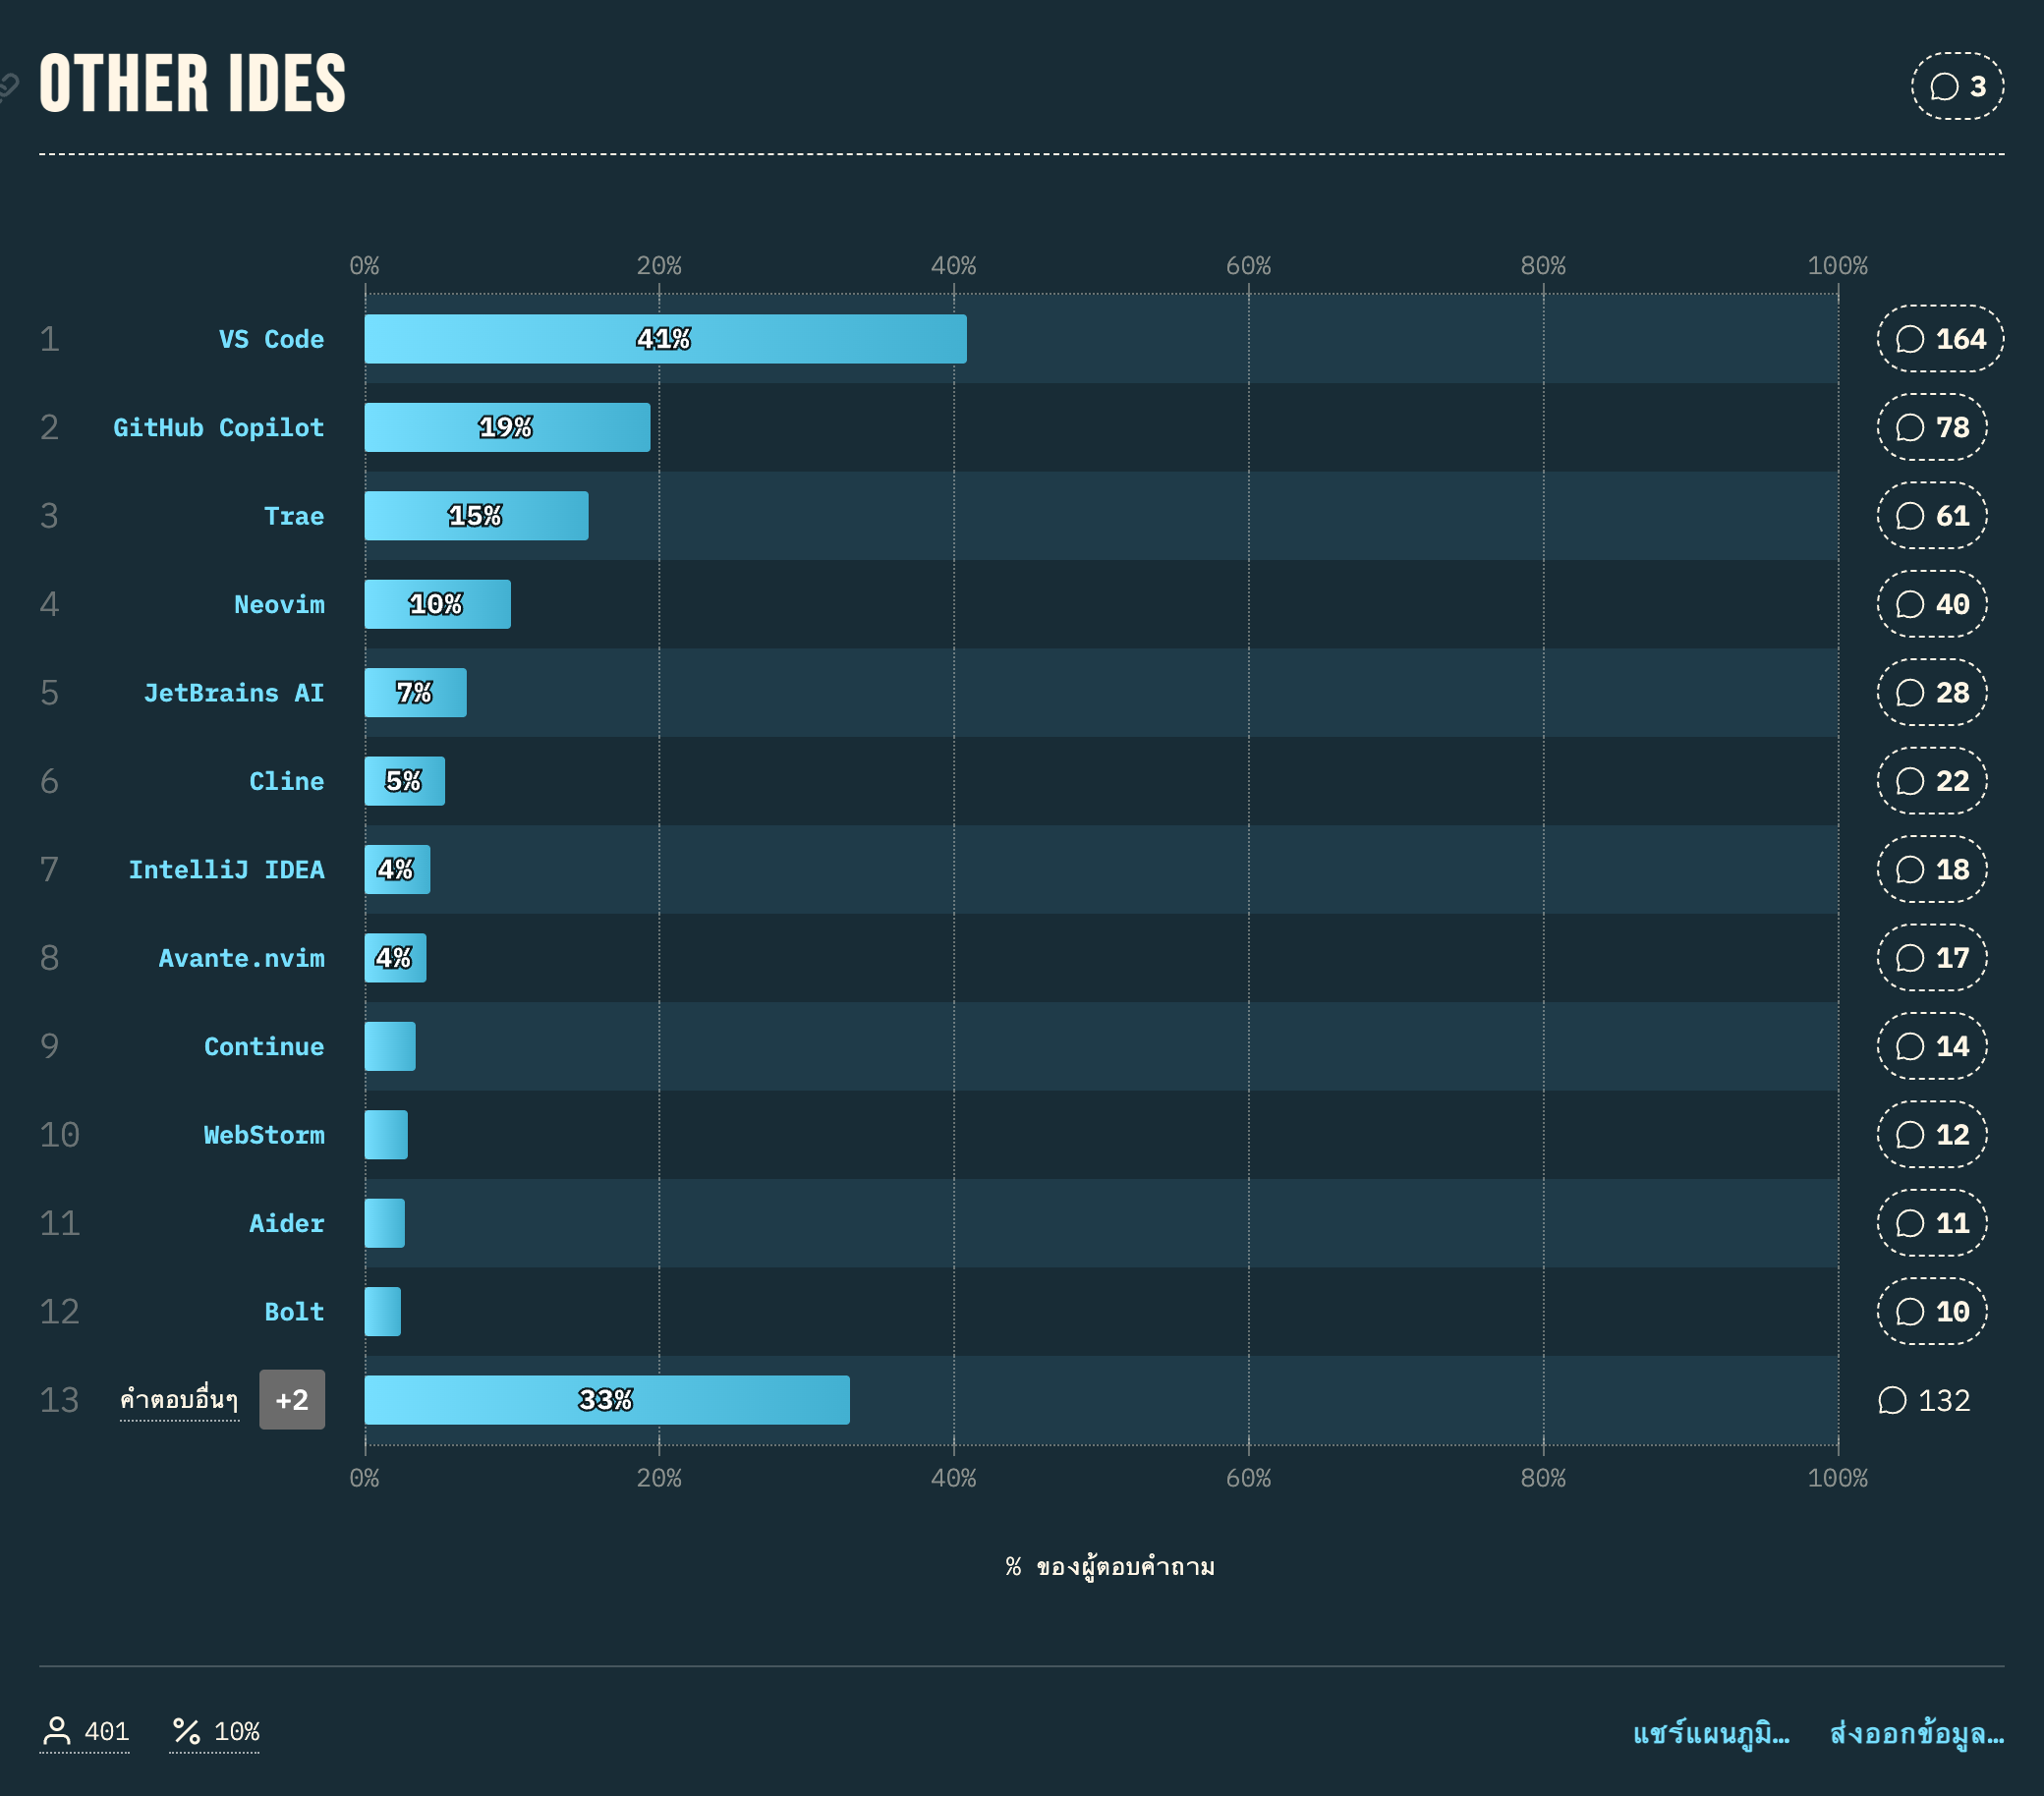 OTHER IDES
3
0% 20% 40% 60% 80% 100%
1 VS Code 41% 164
2 GitHub Copilot 19% 78
3 Trae 15% 61
4 Neovim 10% 40
5 JetBrains AI 7% 28
6 Cline 5% 22
7 IntelliJ IDEA 4% 18
8 Avante.nvim 4% 17
9 Continue 14
10 WebStorm 12
11 Aider 11
12 Bolt 10
13 คำตอบอื่นๆ +2 33% 132
0% 20% 40% 60% 80% 100%
% ของผู้ตอบคำถาม
401 10% แชร์แผนภูมิ… ส่งออกข้อมูล…